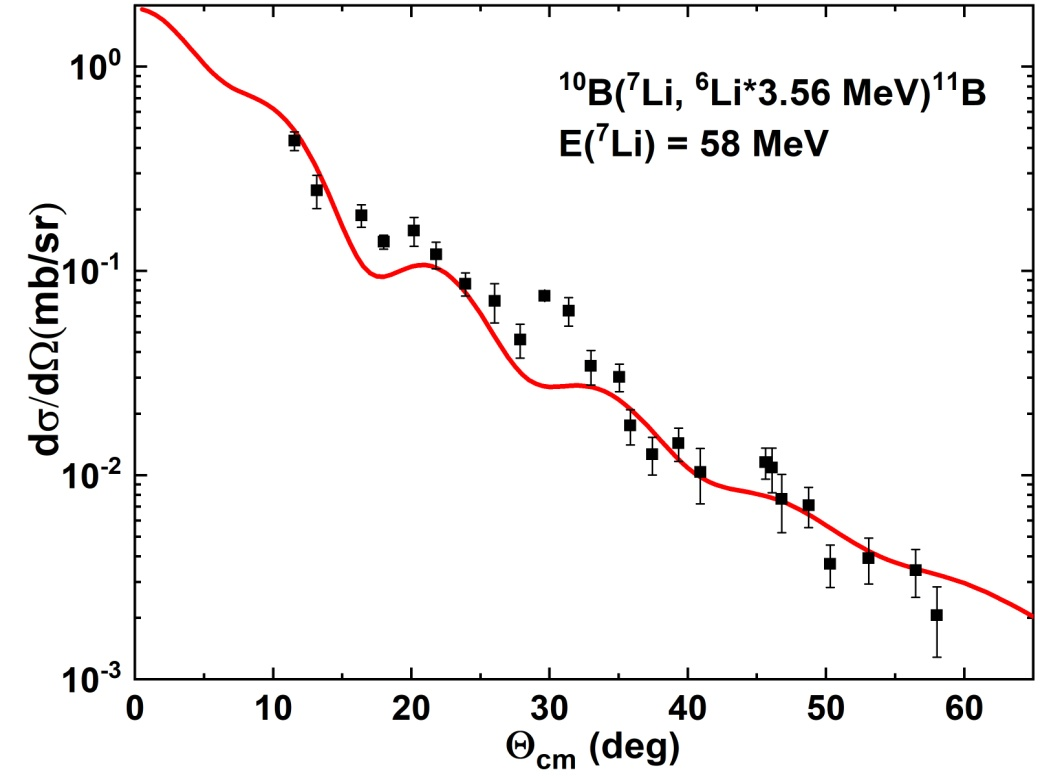 ¹⁰B(⁷Li, ⁶Li*3.56 MeV)¹¹B
E(⁷Li) = 58 MeV
dσ/dΩ(mb/sr)
10⁰
10⁻¹
10⁻²
10⁻³
0 10 20 30 40 50 60
Θcm (deg)